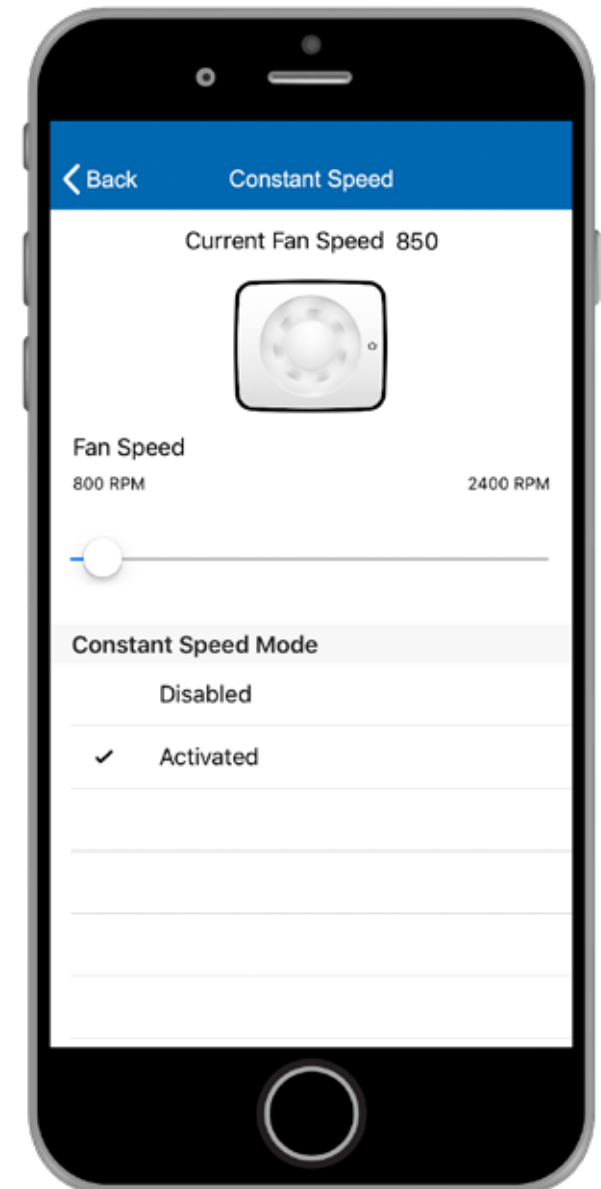 Back Constant Speed
Current Fan Speed 850
Fan Speed
800 RPM 2400 RPM
Constant Speed Mode
Disabled
Activated